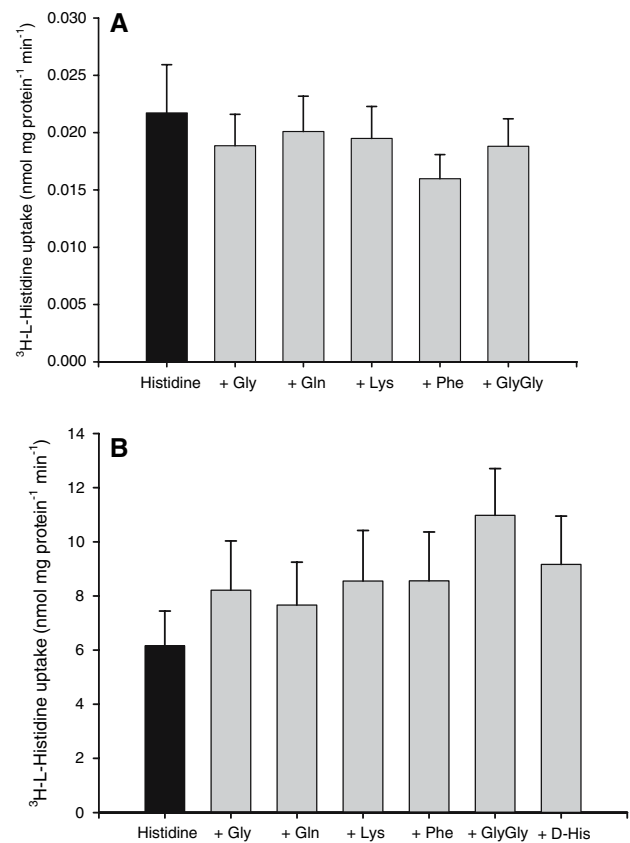 A
³H-L-Histidine uptake (nmol mg protein⁻¹ min⁻¹)
0.030
0.025
0.020
0.015
0.010
0.005
0.000
Histidine + Gly + Gln + Lys + Phe + GlyGly
B
³H-L-Histidine uptake (nmol mg protein⁻¹ min⁻¹)
14
12
10
8
6
4
2
0
Histidine + Gly + Gln + Lys + Phe + GlyGly + D-His